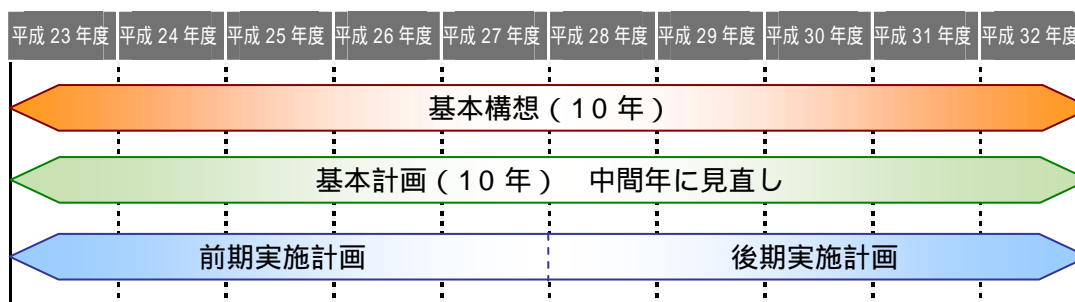 平成 23 年度 平成 24 年度 平成 25 年度 平成 26 年度 平成 27 年度 平成 28 年度 平成 29 年度 平成 30 年度 平成 31 年度 平成 32 年度
基本構想（10 年）
基本計画（10 年）　中間年に見直し
前期実施計画 後期実施計画